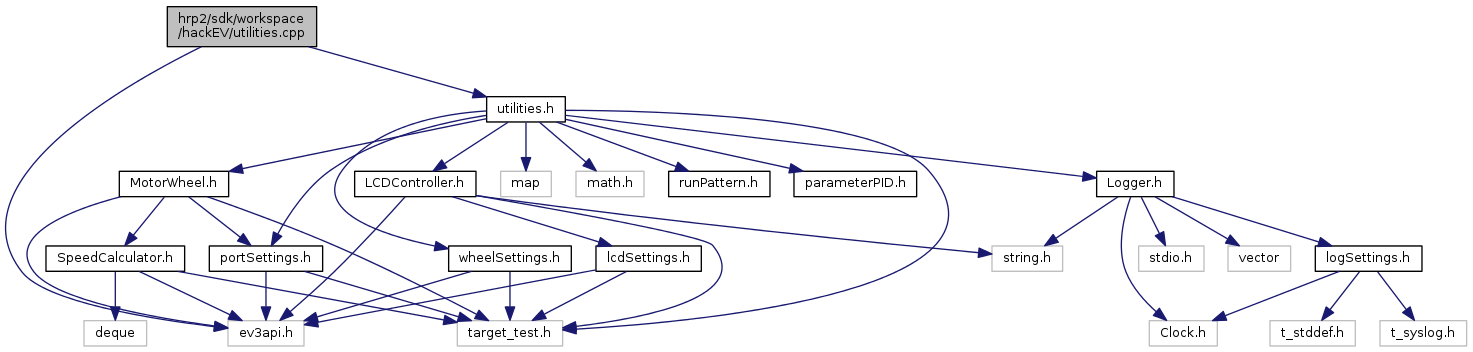 hrp2/sdk/workspace
/hackEV/utilities.cpp
utilities.h
MotorWheel.h
LCDController.h
map
math.h
runPattern.h
parameterPID.h
Logger.h
SpeedCalculator.h
portSettings.h
wheelSettings.h
lcdSettings.h
string.h
stdio.h
vector
logSettings.h
deque
ev3api.h
target_test.h
Clock.h
t_stddef.h
t_syslog.h